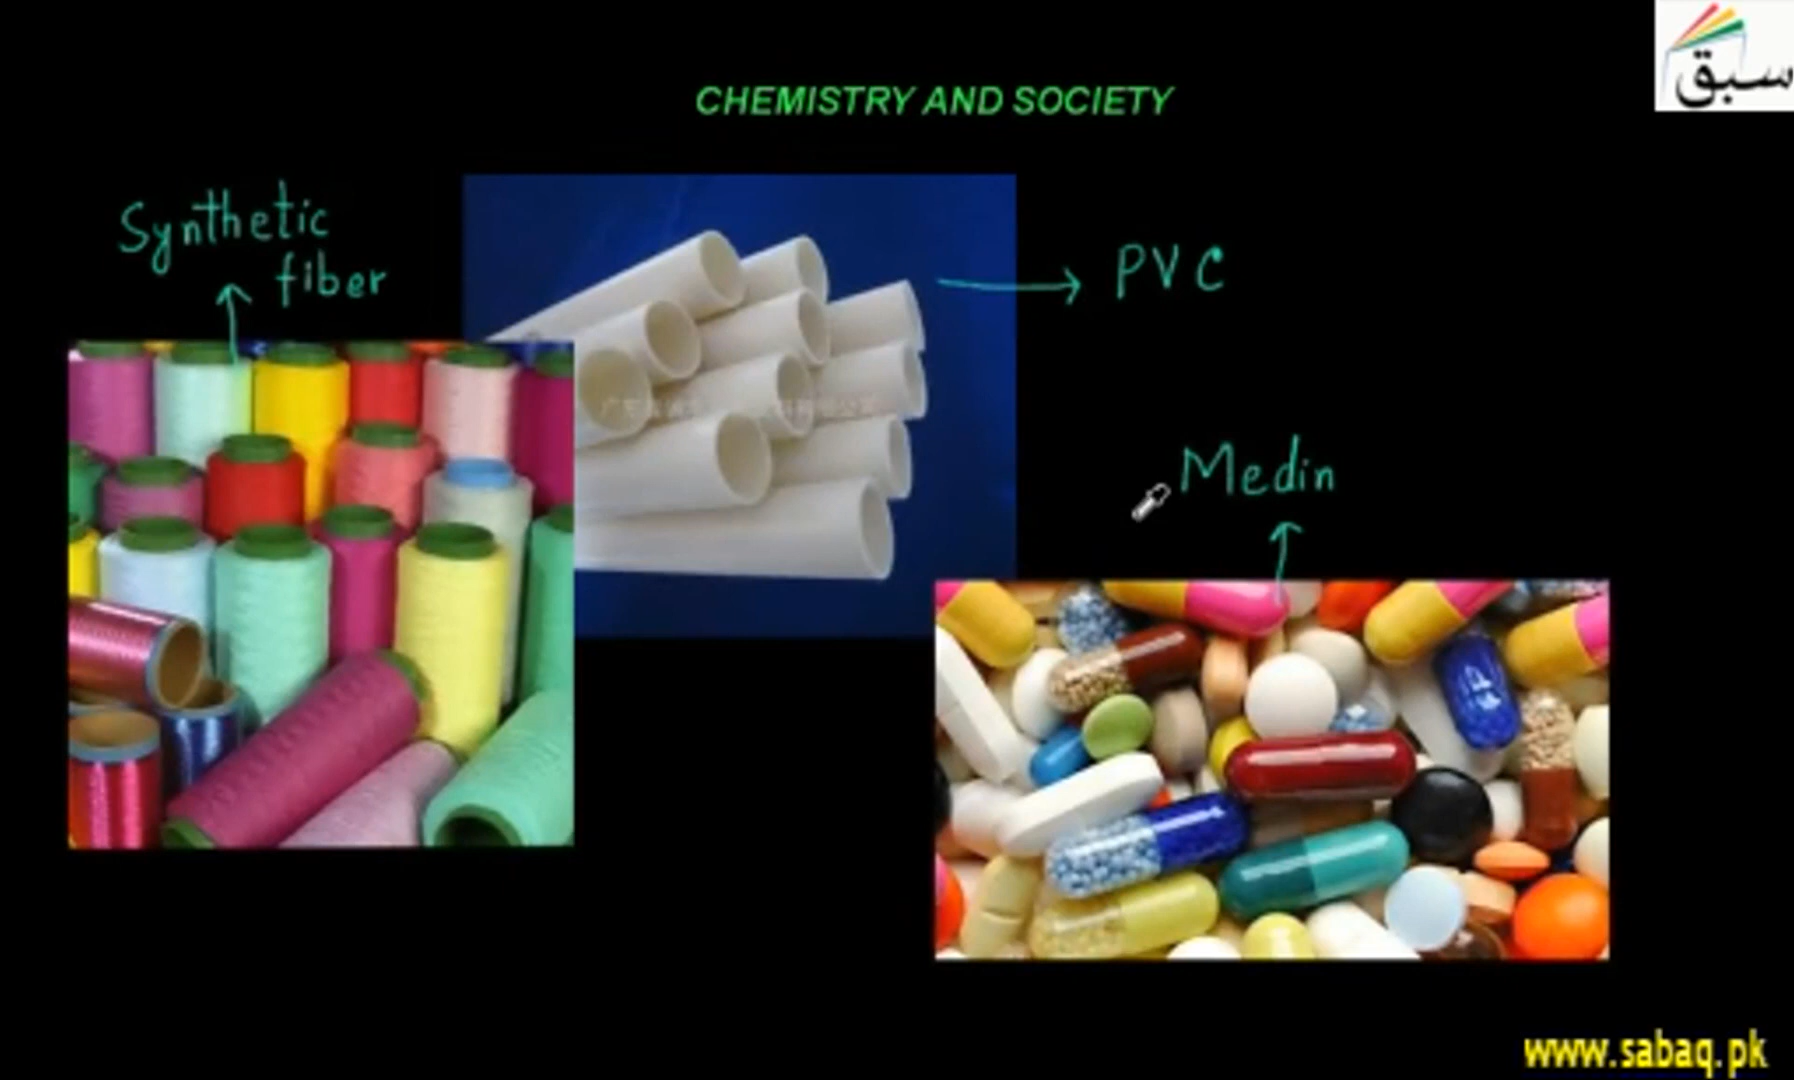 سبق
CHEMISTRY AND SOCIETY
Synthetic
fiber
PVC
Medin
www.sabaq.pk